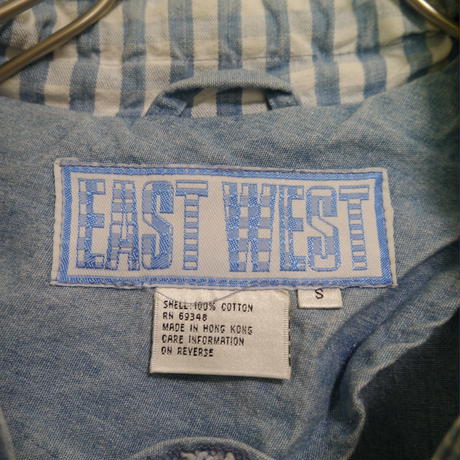 EAST WEST
S
SHELL: 100% COTTON
RN 69348
MADE IN HONG KONG
CARE INFORMATION
ON REVERSE